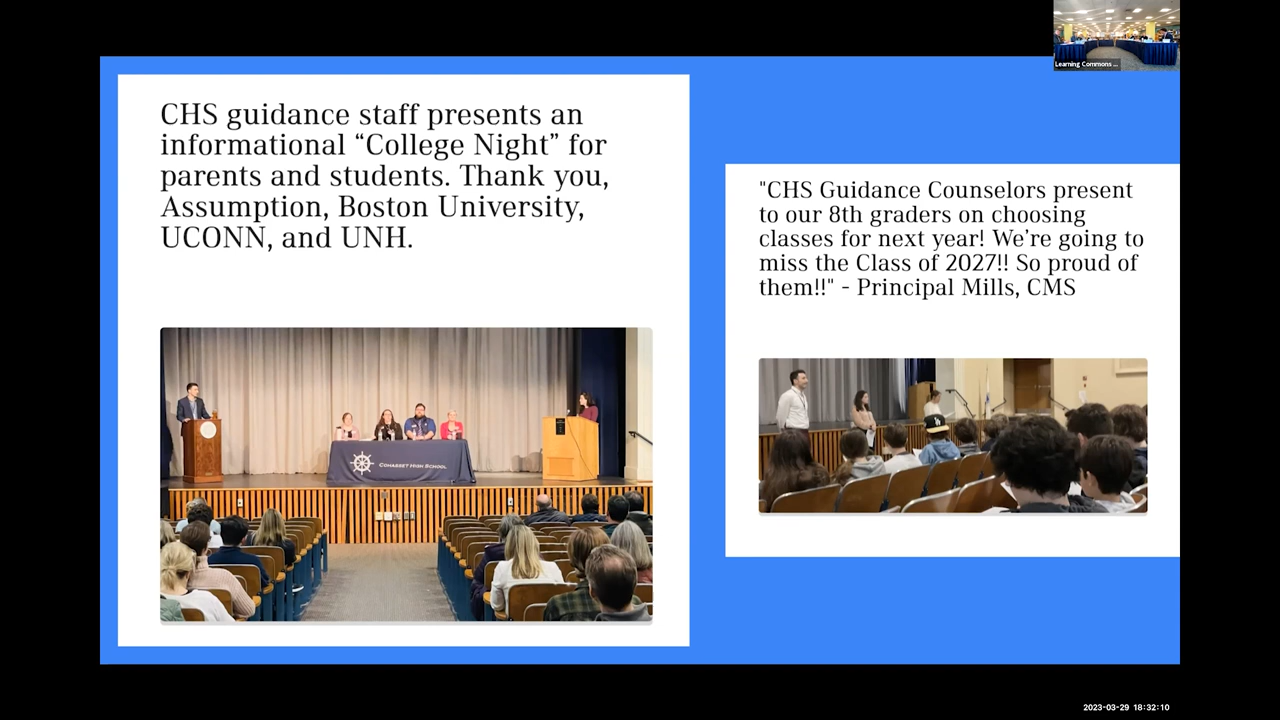 Learning Commons ...
CHS guidance staff presents an
informational “College Night” for
parents and students. Thank you,
Assumption, Boston University,
UCONN, and UNH.
COHASSET HIGH SCHOOL
"CHS Guidance Counselors present
to our 8th graders on choosing
classes for next year! We’re going to
miss the Class of 2027!! So proud of
them!!" - Principal Mills, CMS
2023-03-29 18:32:10